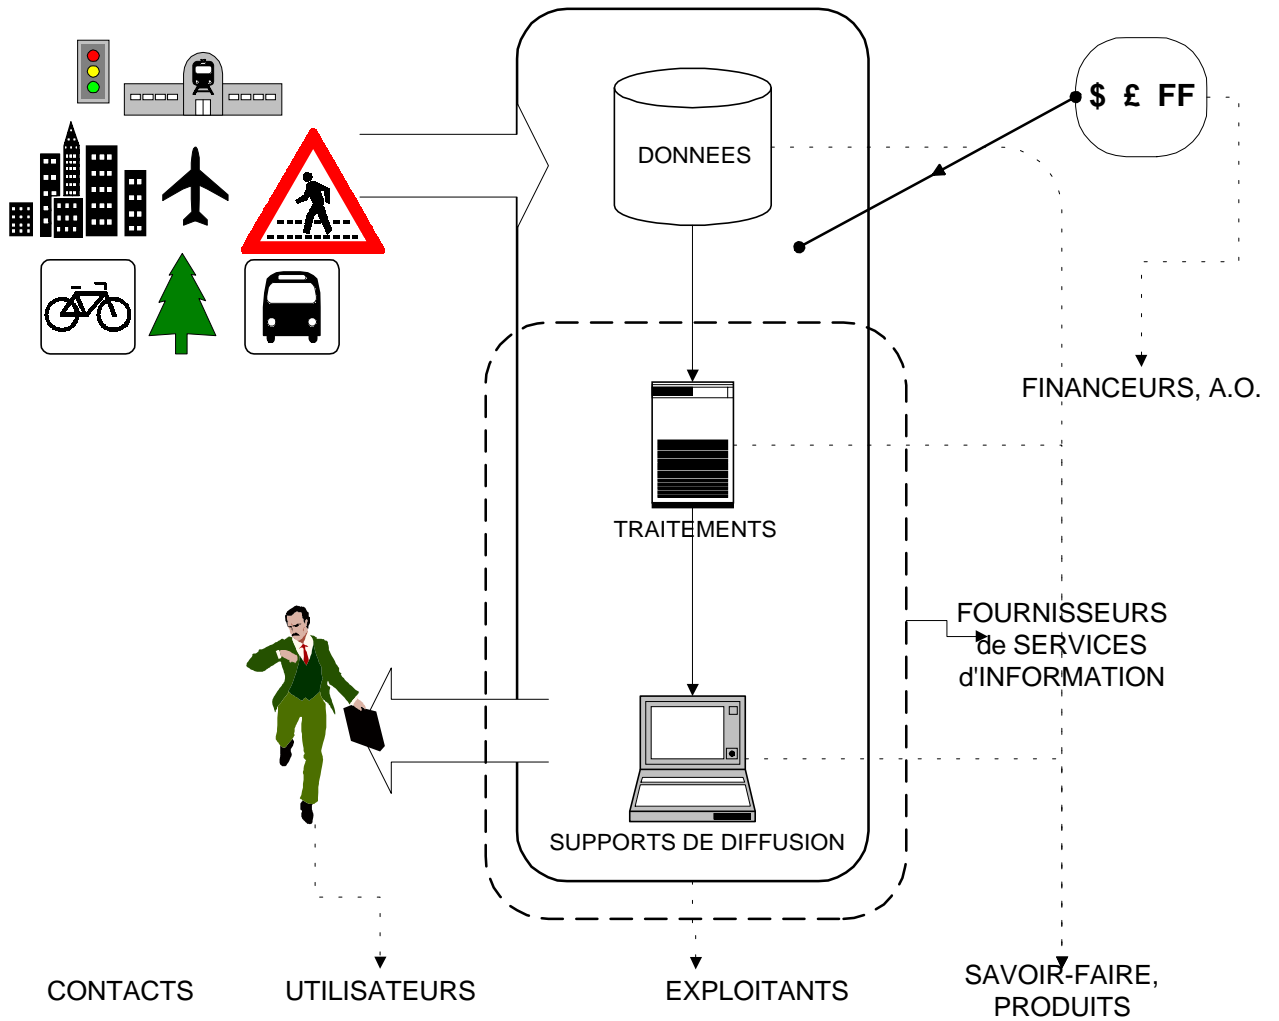 $ £ FF
DONNEES
FINANCEURS, A.O.
TRAITEMENTS
FOURNISSEURS
de SERVICES
d'INFORMATION
SUPPORTS DE DIFFUSION
CONTACTS
UTILISATEURS
EXPLOITANTS
SAVOIR-FAIRE,
PRODUITS